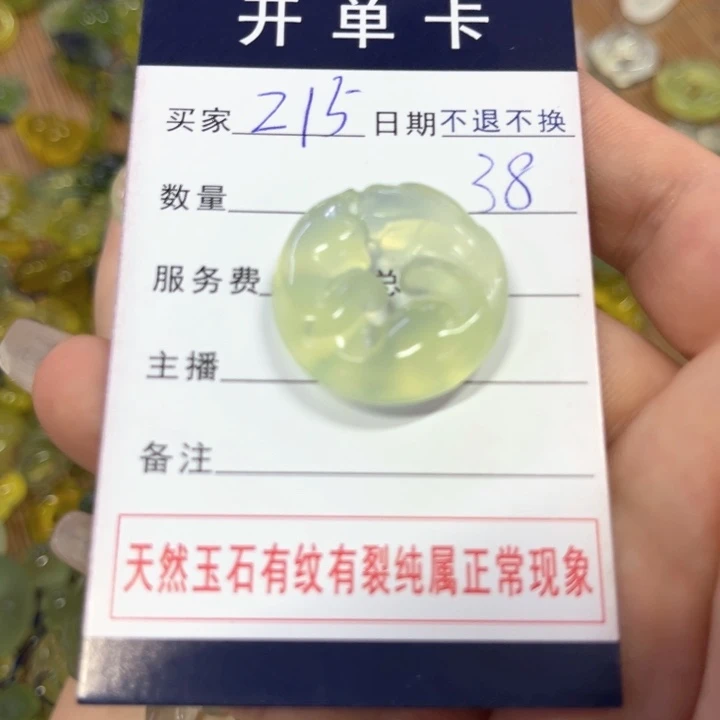 开单卡
买家 215 日期 不退不换
数量 38
服务费 总
主播
备注
天然玉石有纹有裂纯属正常现象